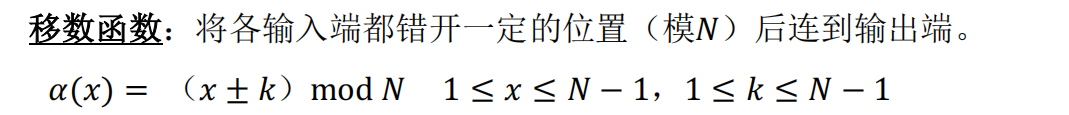 移数函数：将各输入端都错开一定的位置（模N）后连到输出端。
α(x) = （x ± k）mod N 1 ≤ x ≤ N − 1，1 ≤ k ≤ N − 1